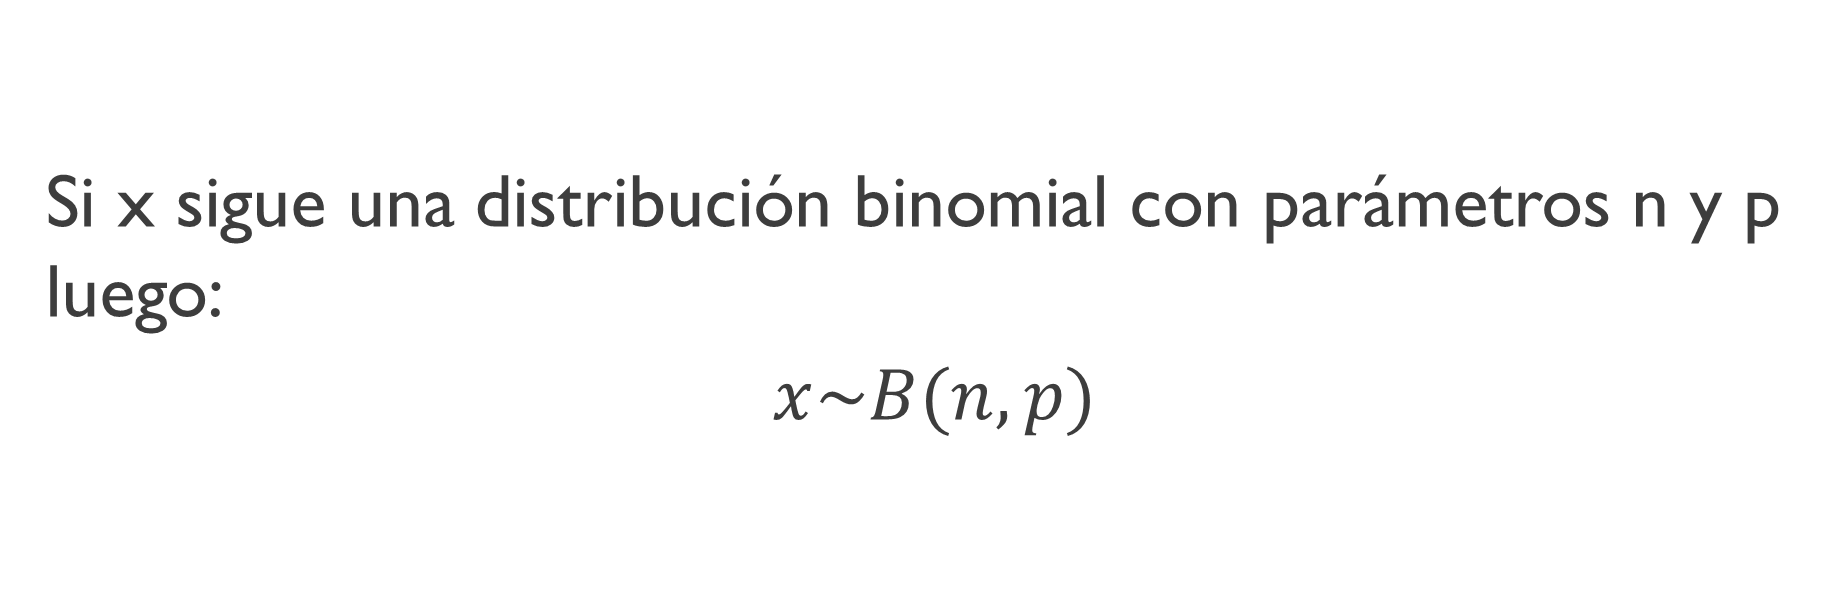 Si x sigue una distribución binomial con parámetros n y p
luego:
x~B(n,p)